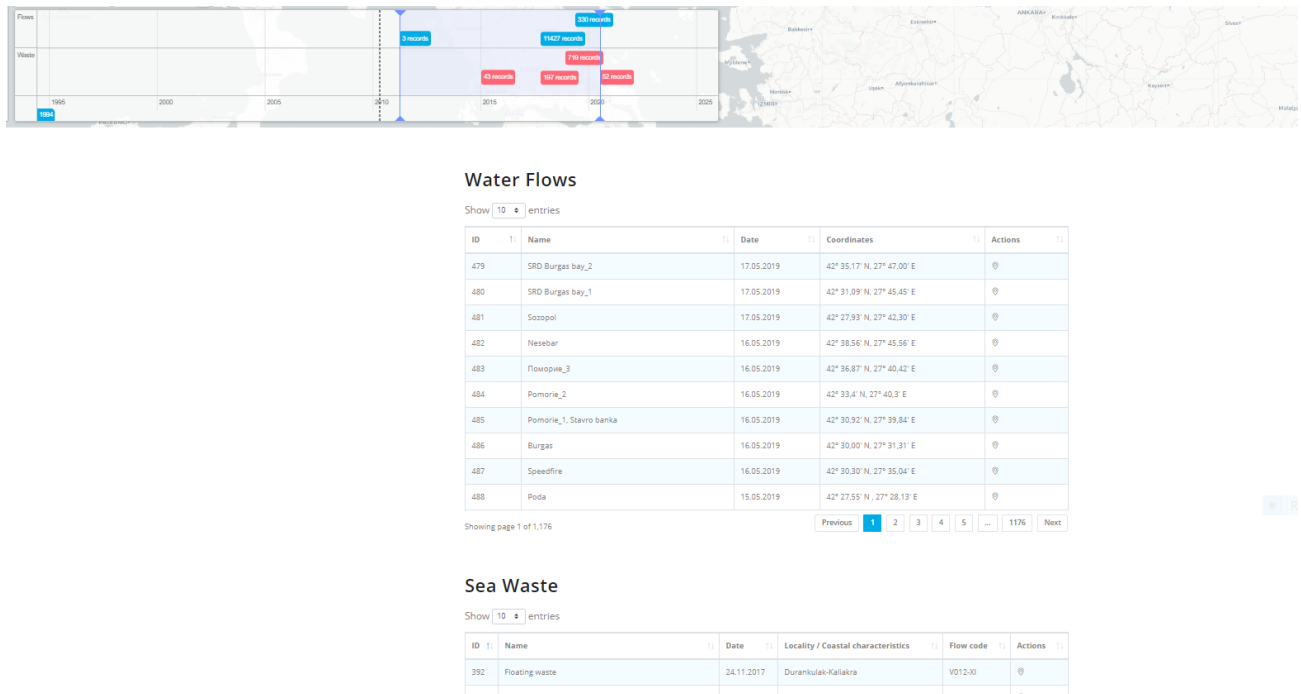 Flows
330 records
3 records
11427 records
Waste
719 records
43 records
197 records
52 records
1995
2000
2005
2010
2015
2020
2025
1994
ANKARA
Eskisehir
Balıkesir
Afyonkarahisar
Uşak
Manisa
Kayseri
Sivas
Water Flows
Show 10 entries
ID Name Date Coordinates Actions
479 SRD Burgas bay_2 17.05.2019 42° 35,17' N, 27° 47,00' E
480 SRD Burgas bay_1 17.05.2019 42° 31,09' N, 27° 45,45' E
481 Sozopol 17.05.2019 42° 27,93' N, 27° 42,30' E
482 Nesebar 16.05.2019 42° 38,56' N, 27° 45,56' E
483 Поморие_3 16.05.2019 42° 36,87' N, 27° 40,42' E
484 Pomorie_2 16.05.2019 42° 33,4' N, 27° 40,3' E
485 Pomorie_1, Stavro banka 16.05.2019 42° 30,92' N, 27° 39,84' E
486 Burgas 16.05.2019 42° 30,00' N, 27° 31,31' E
487 Speedfire 16.05.2019 42° 30,30' N, 27° 35,04' E
488 Poda 15.05.2019 42° 27,55' N , 27° 28,13' E
Showing page 1 of 1,176
Previous 1 2 3 4 5 ... 1176 Next
Sea Waste
Show 10 entries
ID Name Date Locality / Coastal characteristics Flow code Actions
392 Floating waste 24.11.2017 Durankulak-Kaliakra V012-XI